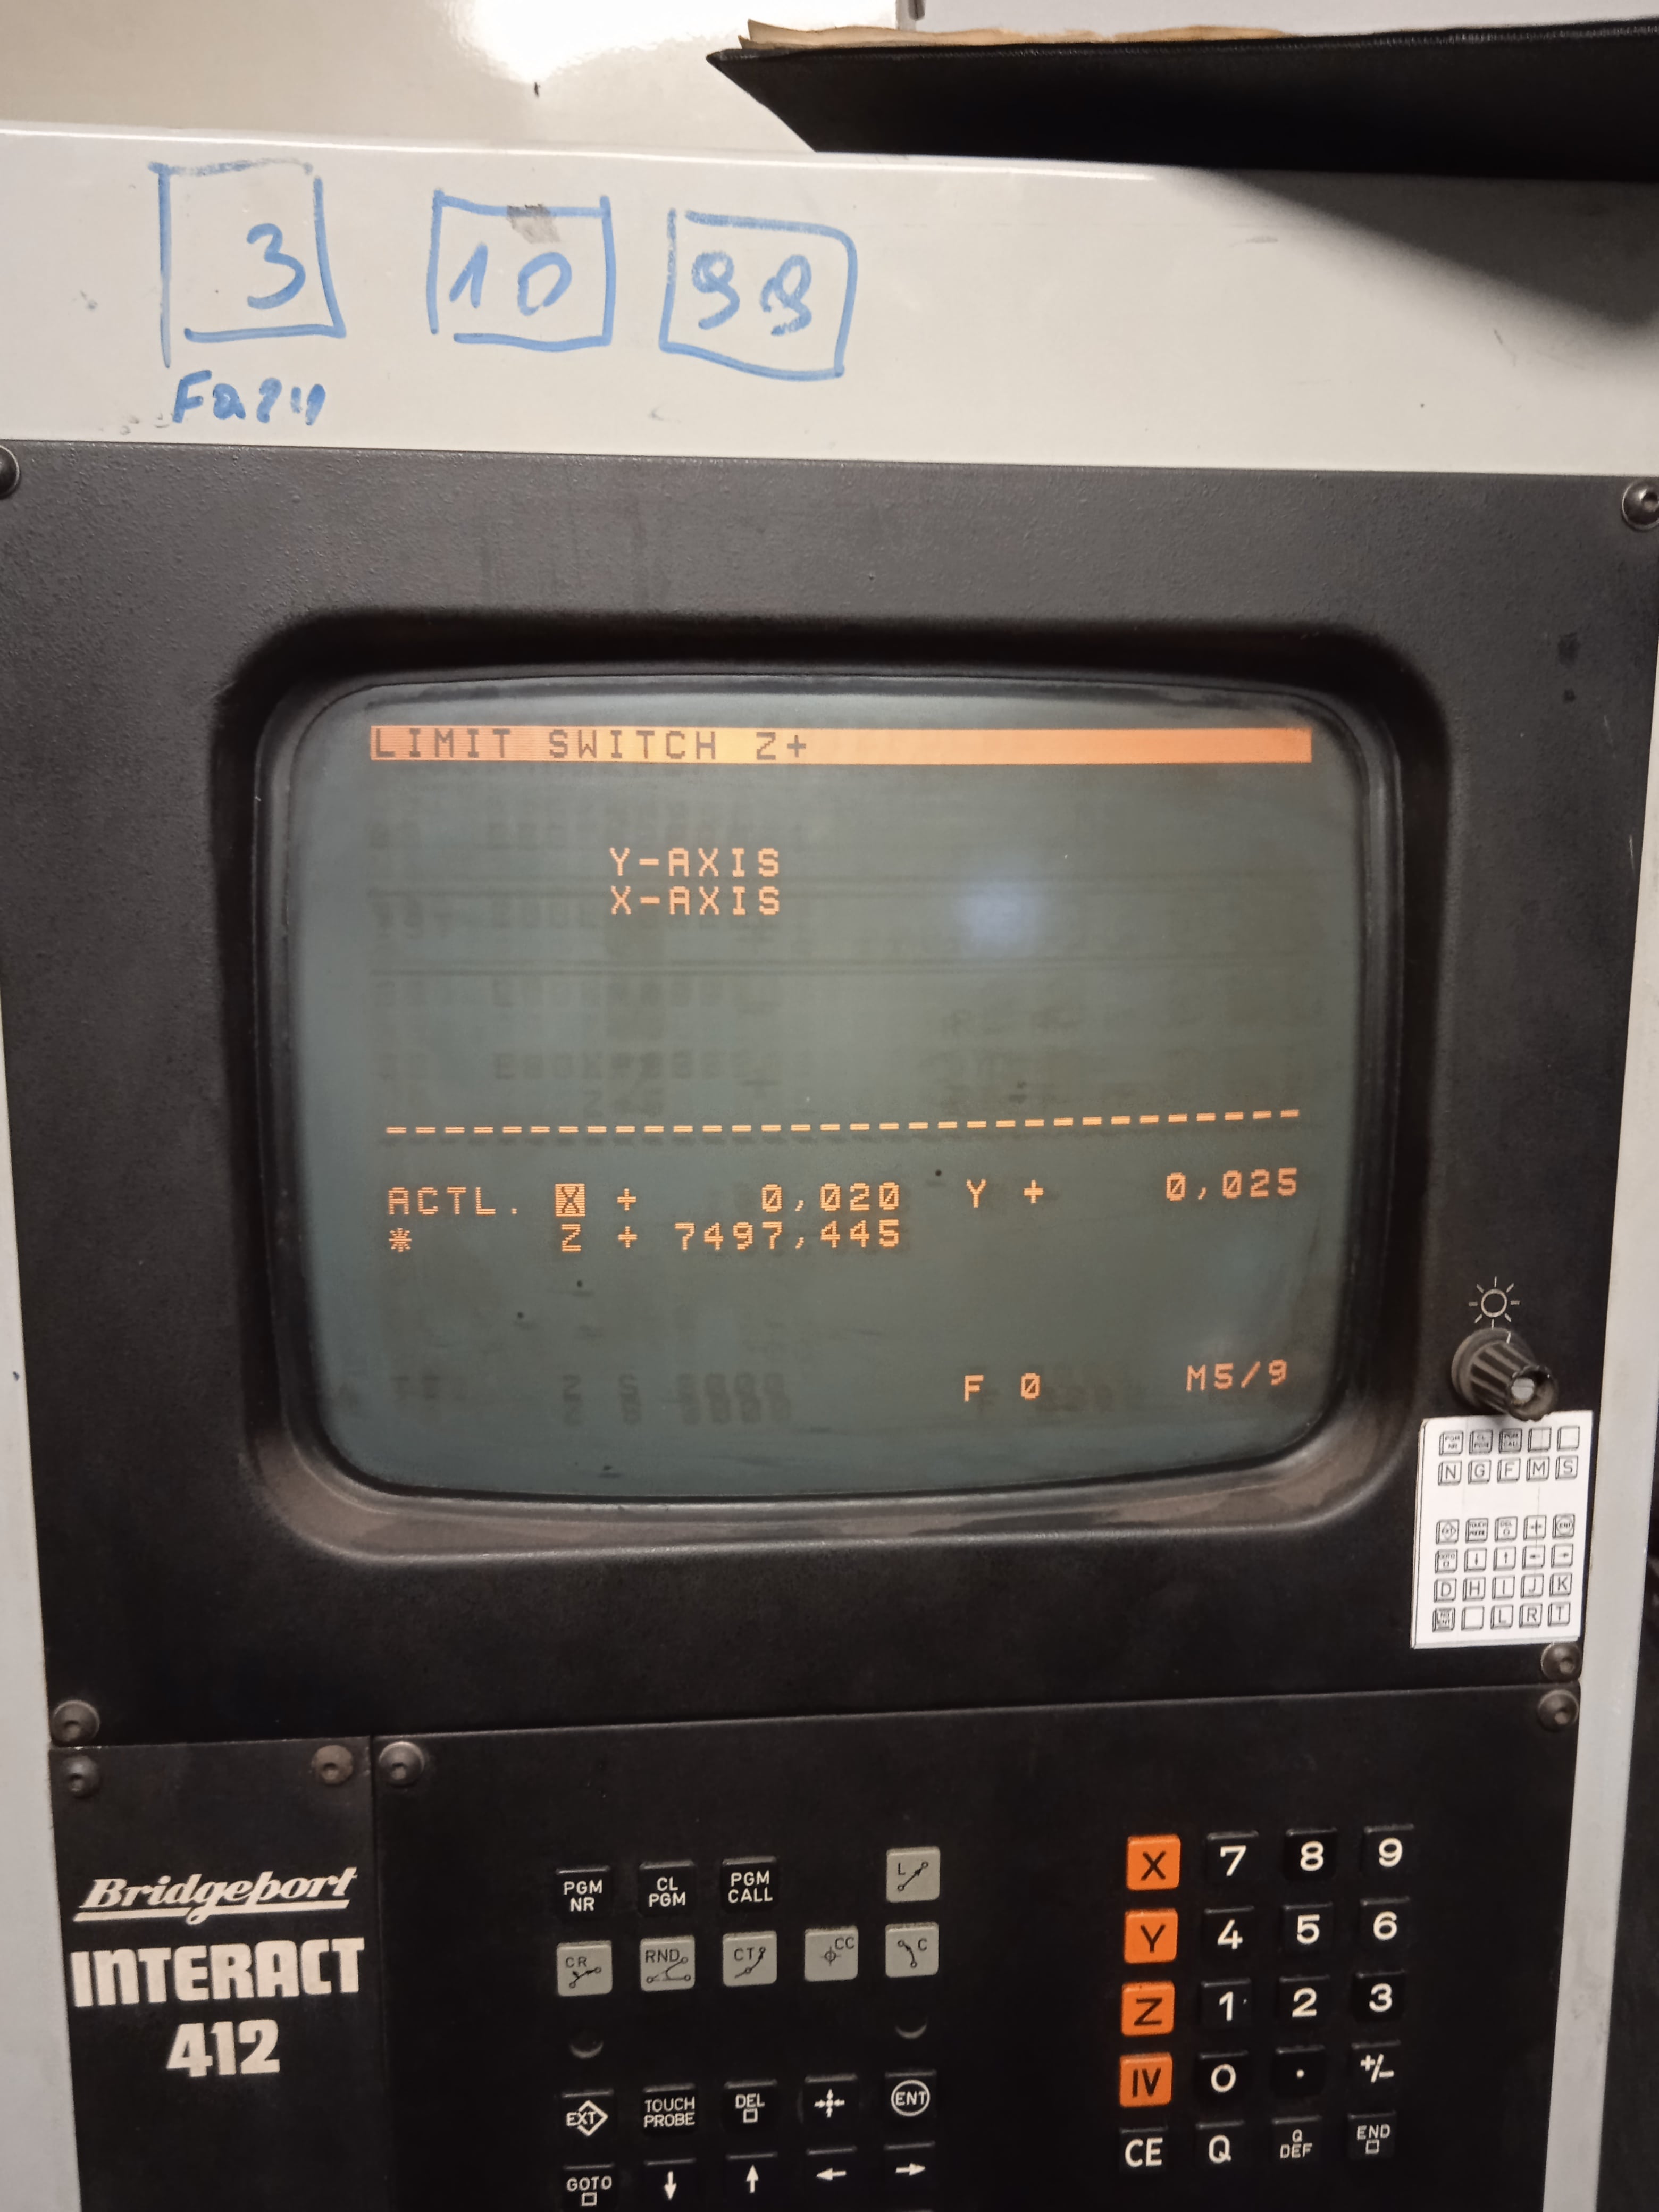 3 10 99
Fazy
LIMIT SWITCH Z+
Y-AXIS
X-AXIS
ACTL. X + 0,020 Y + 0,025
* Z + 7497,445
F 0 M5/9
N G F M S
D H I J K
L R T
Bridgeport
INTERACT
412
PGM NR
CL PGM
PGM CALL
L
X 7 8 9
CR
RND
CT
CC
C
Y 4 5 6
Z 1 2 3
EXT
TOUCH PROBE
DEL
ENT
IV 0 . +/-
GOTO
CE Q Q DEF END